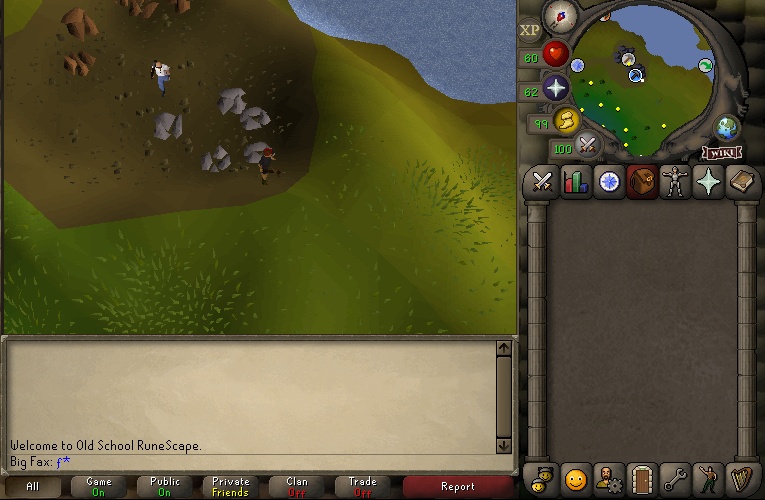 XP
60
62
99
100
WIKI
Welcome to Old School RuneScape.
Big Fax: f*
All
Game
On
Public
On
Private
Friends
Clan
Off
Trade
Off
Report